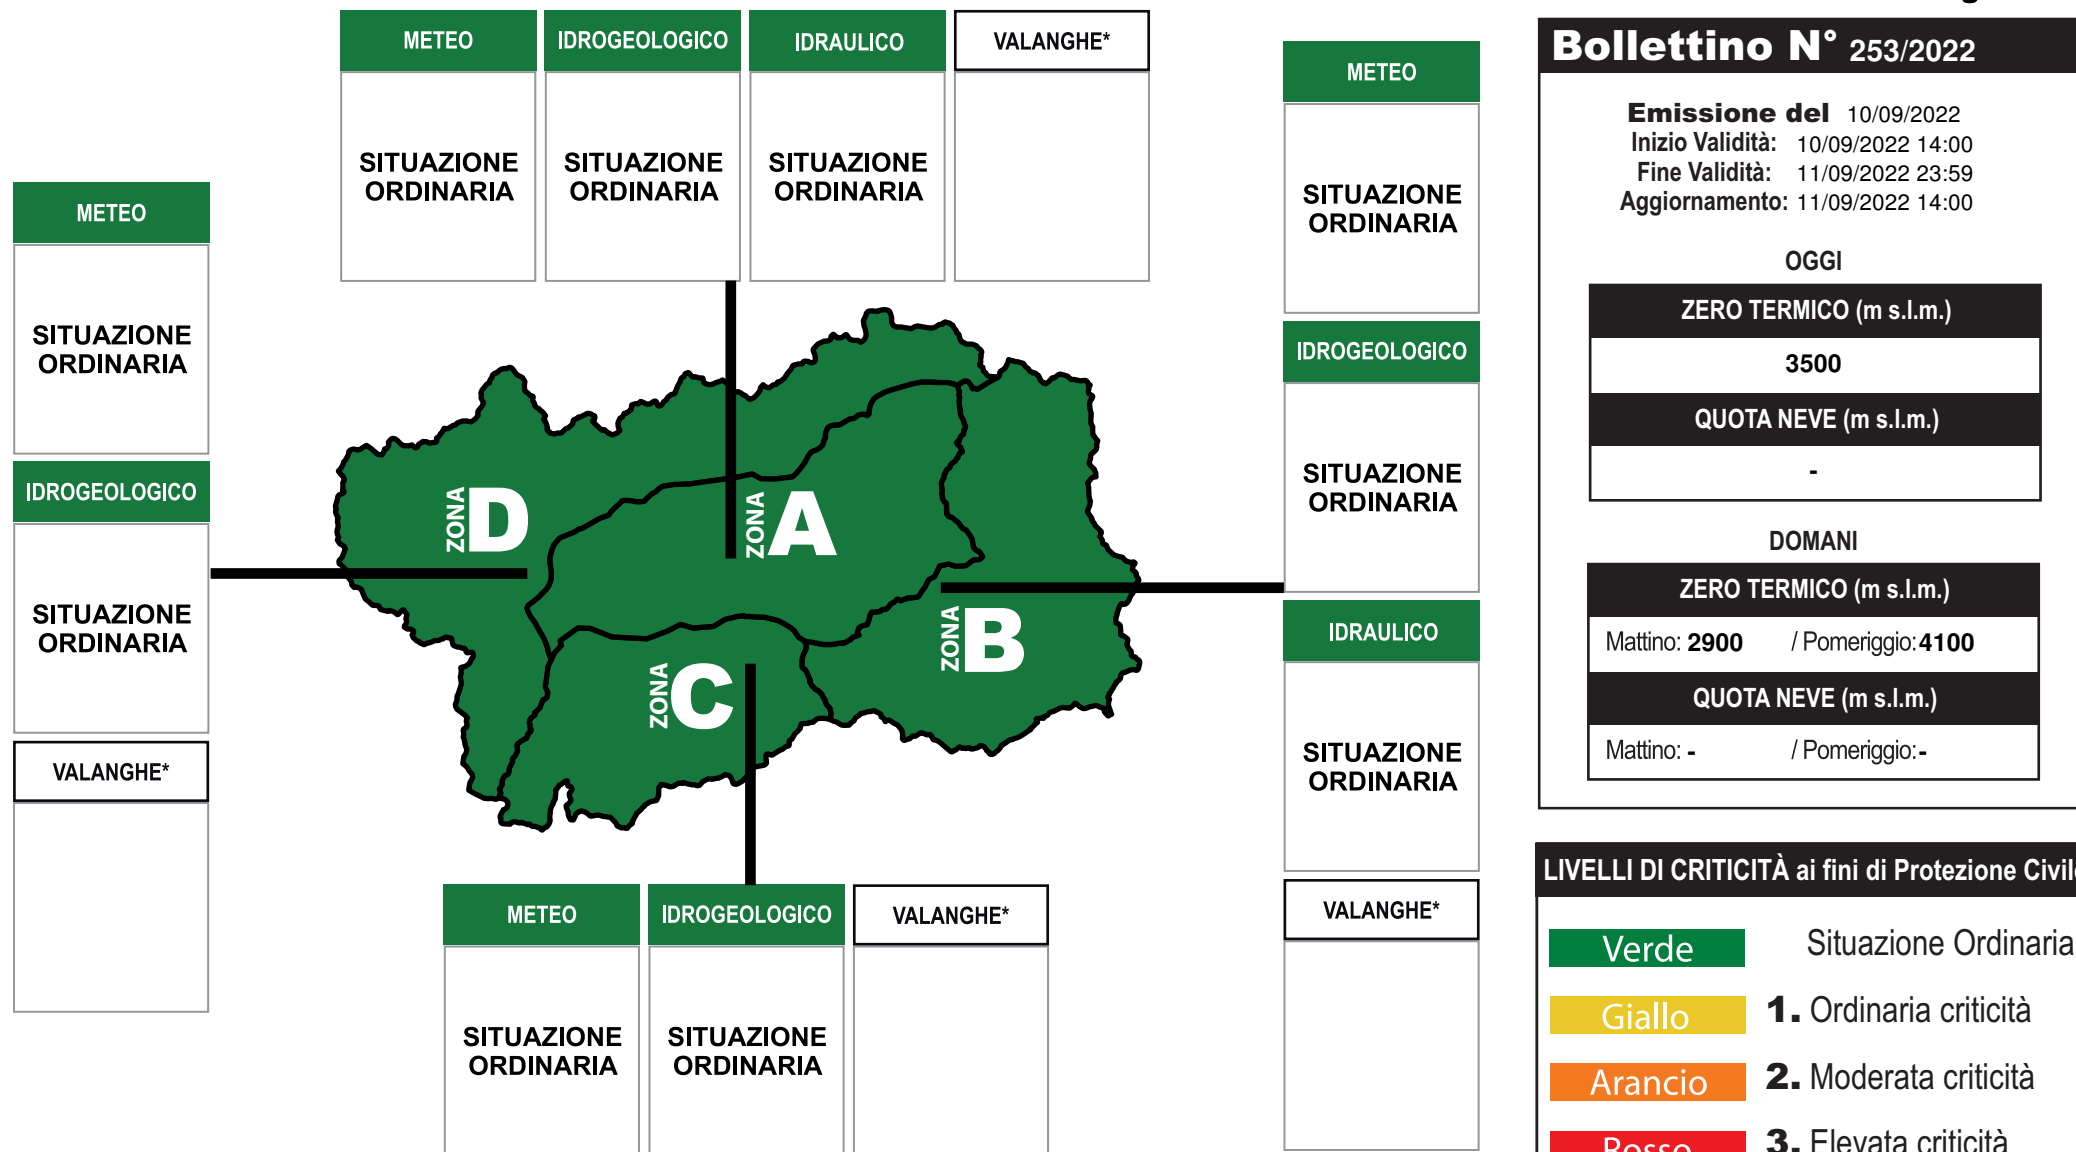 METEO
IDROGEOLOGICO
IDRAULICO
VALANGHE*
SITUAZIONE
ORDINARIA
SITUAZIONE
ORDINARIA
SITUAZIONE
ORDINARIA
METEO
SITUAZIONE
ORDINARIA
IDROGEOLOGICO
SITUAZIONE
ORDINARIA
VALANGHE*
ZONA D
ZONA A
ZONA B
ZONA C
METEO
SITUAZIONE
ORDINARIA
IDROGEOLOGICO
SITUAZIONE
ORDINARIA
IDRAULICO
SITUAZIONE
ORDINARIA
VALANGHE*
METEO
IDROGEOLOGICO
VALANGHE*
SITUAZIONE
ORDINARIA
SITUAZIONE
ORDINARIA
Bollettino N° 253/2022
Emissione del 10/09/2022
Inizio Validità: 10/09/2022 14:00
Fine Validità: 11/09/2022 23:59
Aggiornamento: 11/09/2022 14:00
OGGI
ZERO TERMICO (m s.l.m.)
3500
QUOTA NEVE (m s.l.m.)
-
DOMANI
ZERO TERMICO (m s.l.m.)
Mattino: 2900 / Pomeriggio: 4100
QUOTA NEVE (m s.l.m.)
Mattino: - / Pomeriggio: -
LIVELLI DI CRITICITÀ ai fini di Protezione Civile
Verde Situazione Ordinaria
Giallo 1. Ordinaria criticità
Arancio 2. Moderata criticità
Rosso 3. Elevata criticità